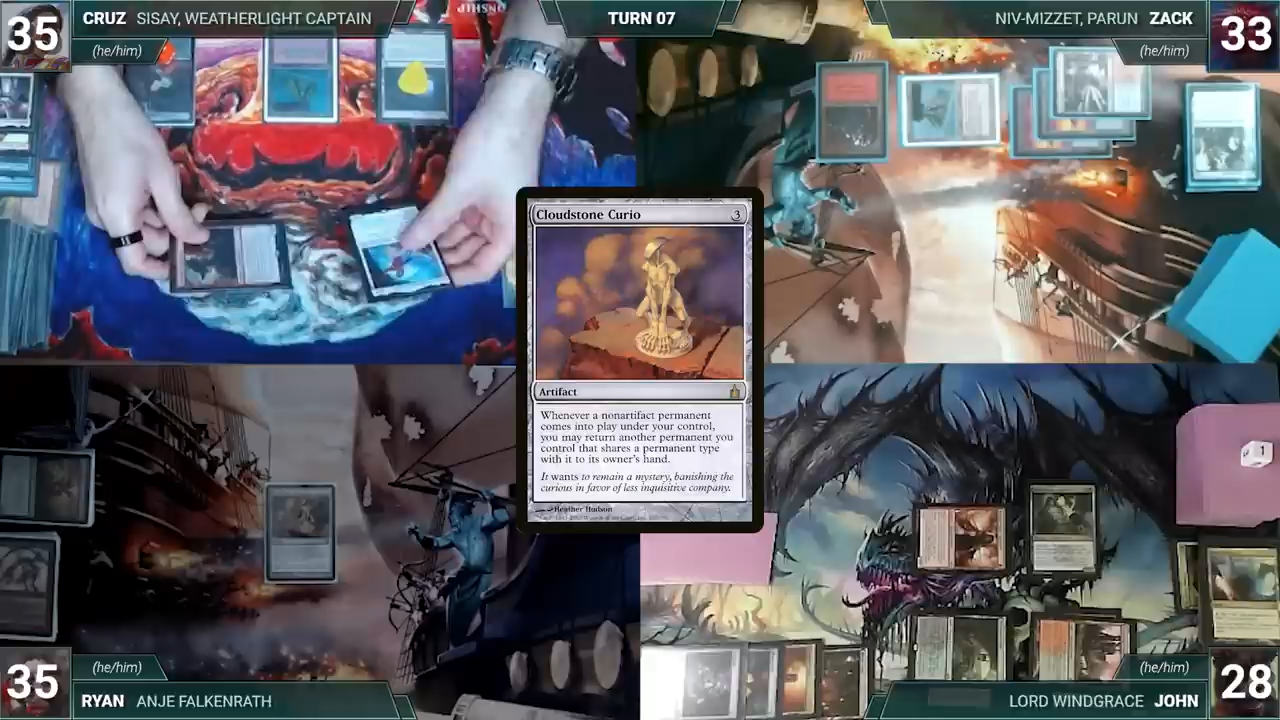 35
CRUZ SISAY, WEATHERLIGHT CAPTAIN
(he/him)
TURN 07
NIV-MIZZET, PARUN ZACK
(he/him)
33
Cloudstone Curio 3
Artifact
Whenever a nonartifact permanent
comes into play under your control,
you may return another permanent you
control that shares a permanent type
with it to its owner's hand.
It wants to remain a mystery, banishing the
curious in favor of less inquisitive company.
Heather Hudson
1
35
(he/him)
RYAN ANJE FALKENRATH
(he/him)
LORD WINDGRACE JOHN
28